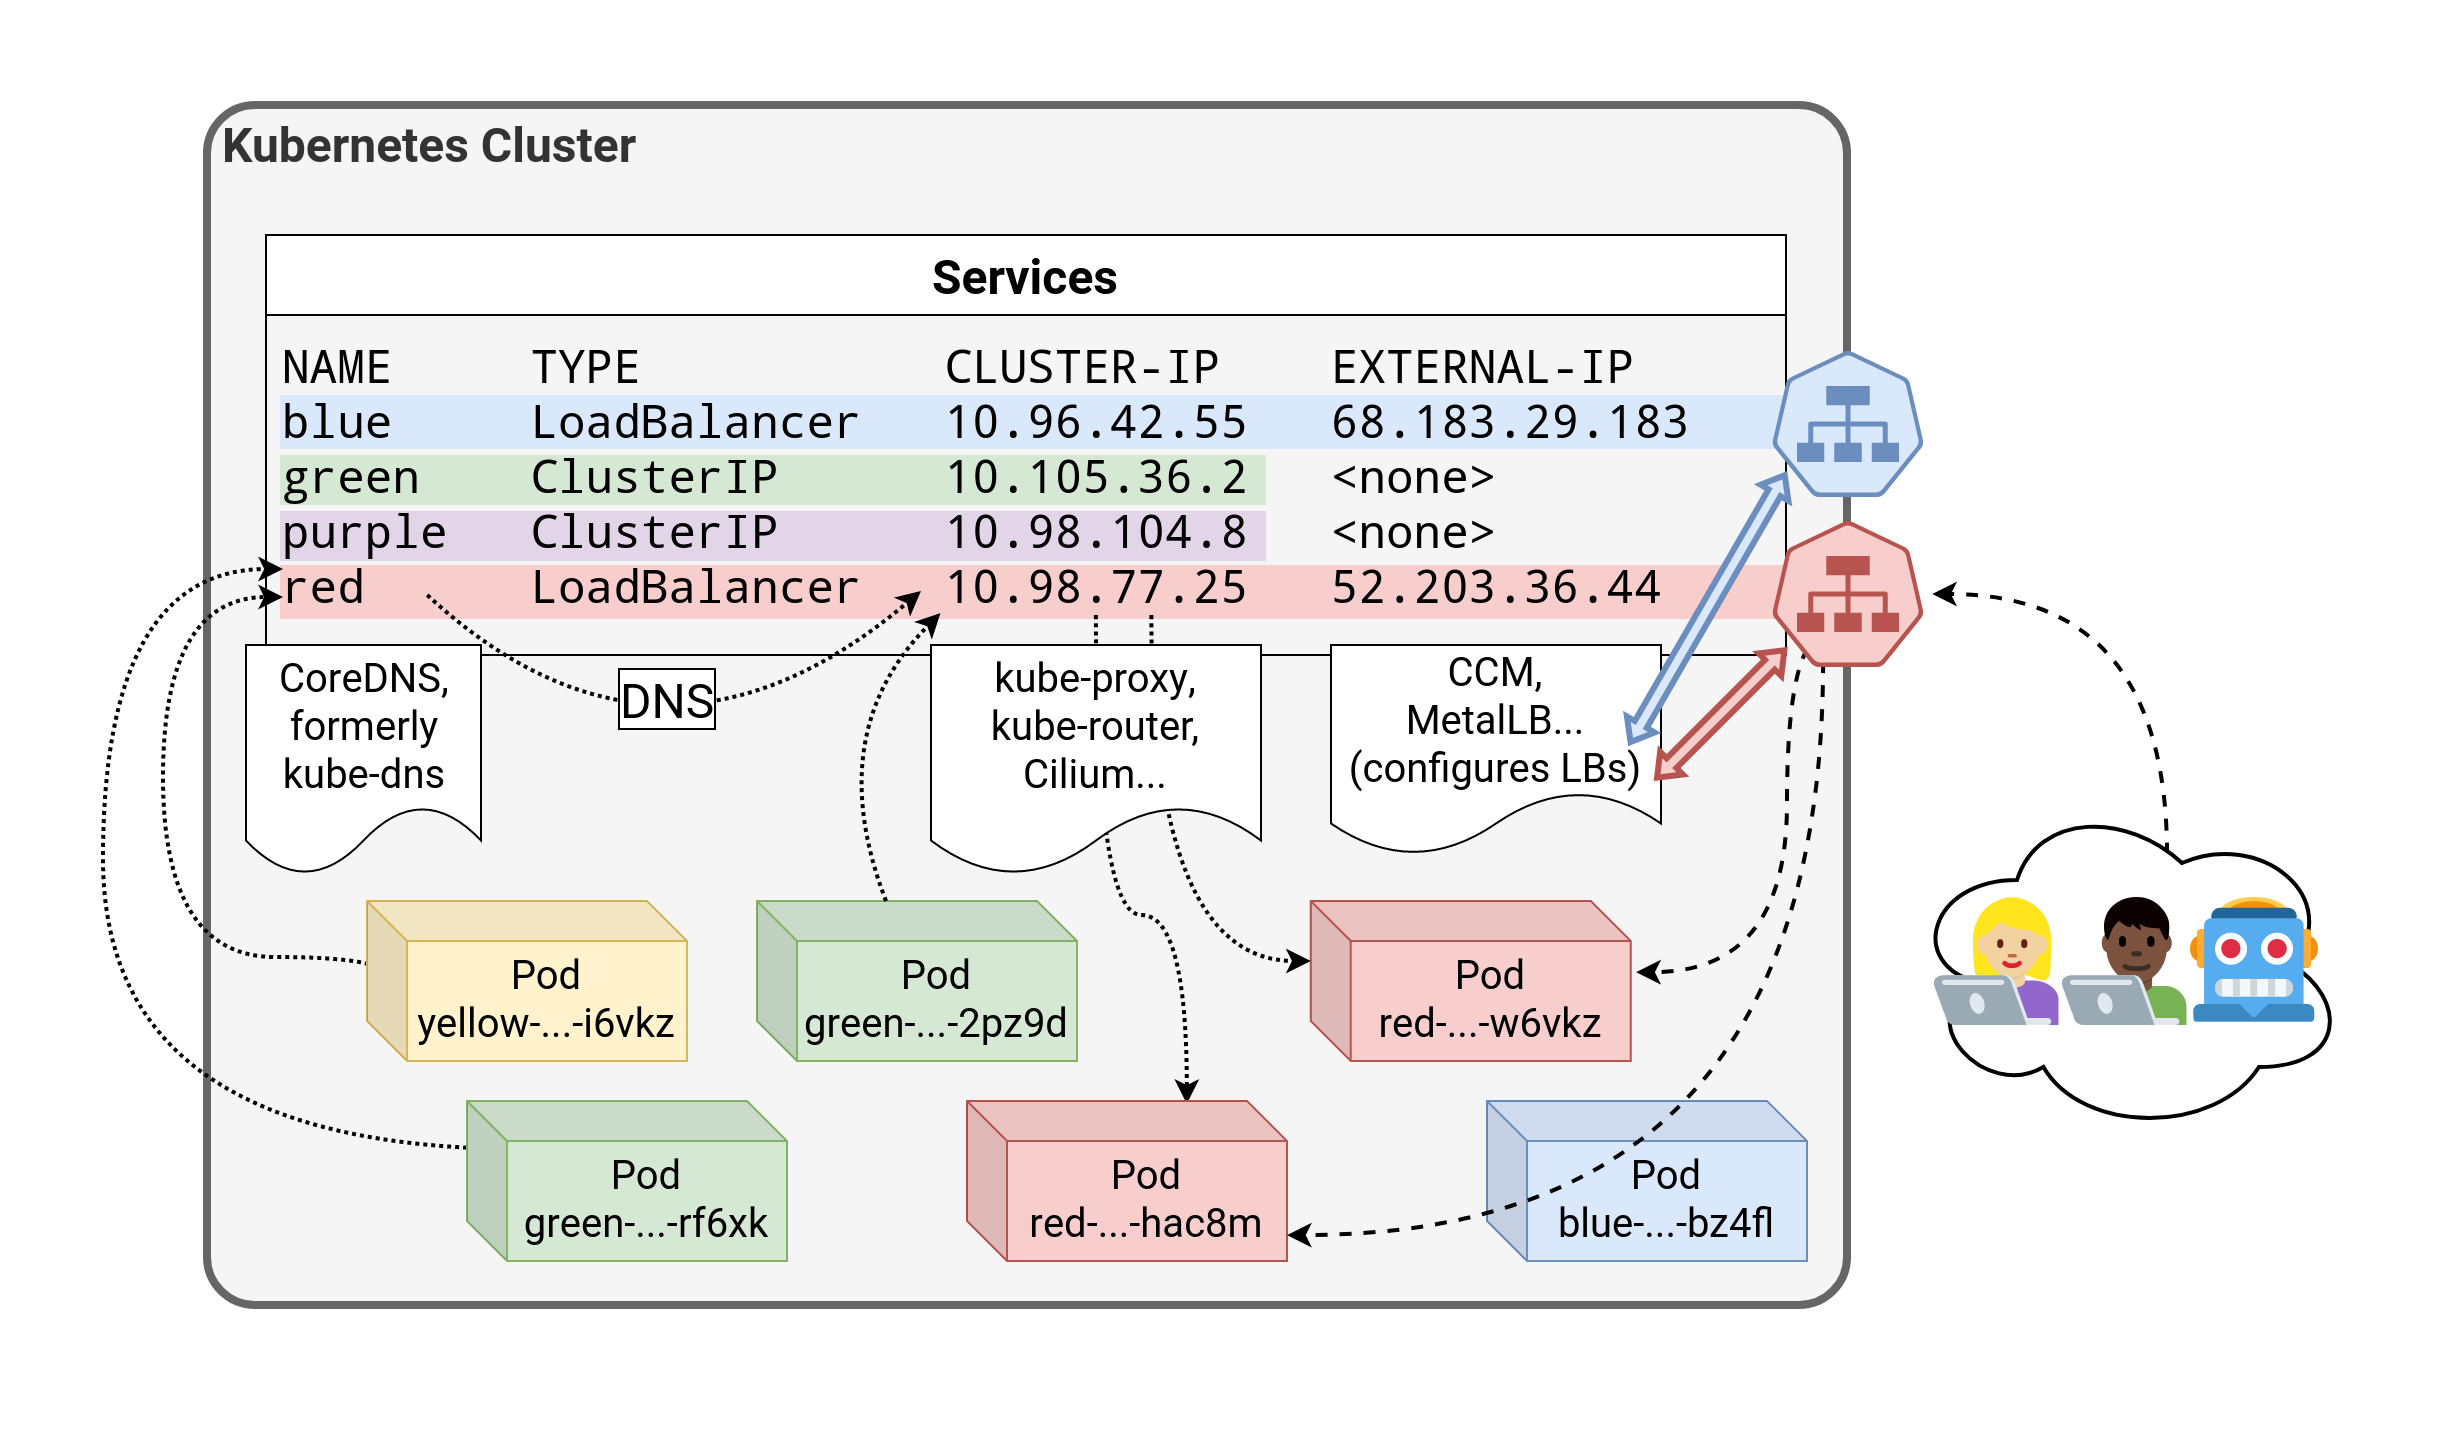 Kubernetes Cluster
Services
NAME TYPE CLUSTER-IP EXTERNAL-IP
blue LoadBalancer 10.96.42.55 68.183.29.183
green ClusterIP 10.105.36.2 <none>
purple ClusterIP 10.98.104.8 <none>
red LoadBalancer 10.98.77.25 52.203.36.44
CoreDNS,
formerly
kube-dns
DNS
kube-proxy,
kube-router,
Cilium...
CCM,
MetalLB...
(configures LBs)
Pod
yellow-...-i6vkz
Pod
green-...-2pz9d
Pod
red-...-w6vkz
Pod
green-...-rf6xk
Pod
red-...-hac8m
Pod
blue-...-bz4fl